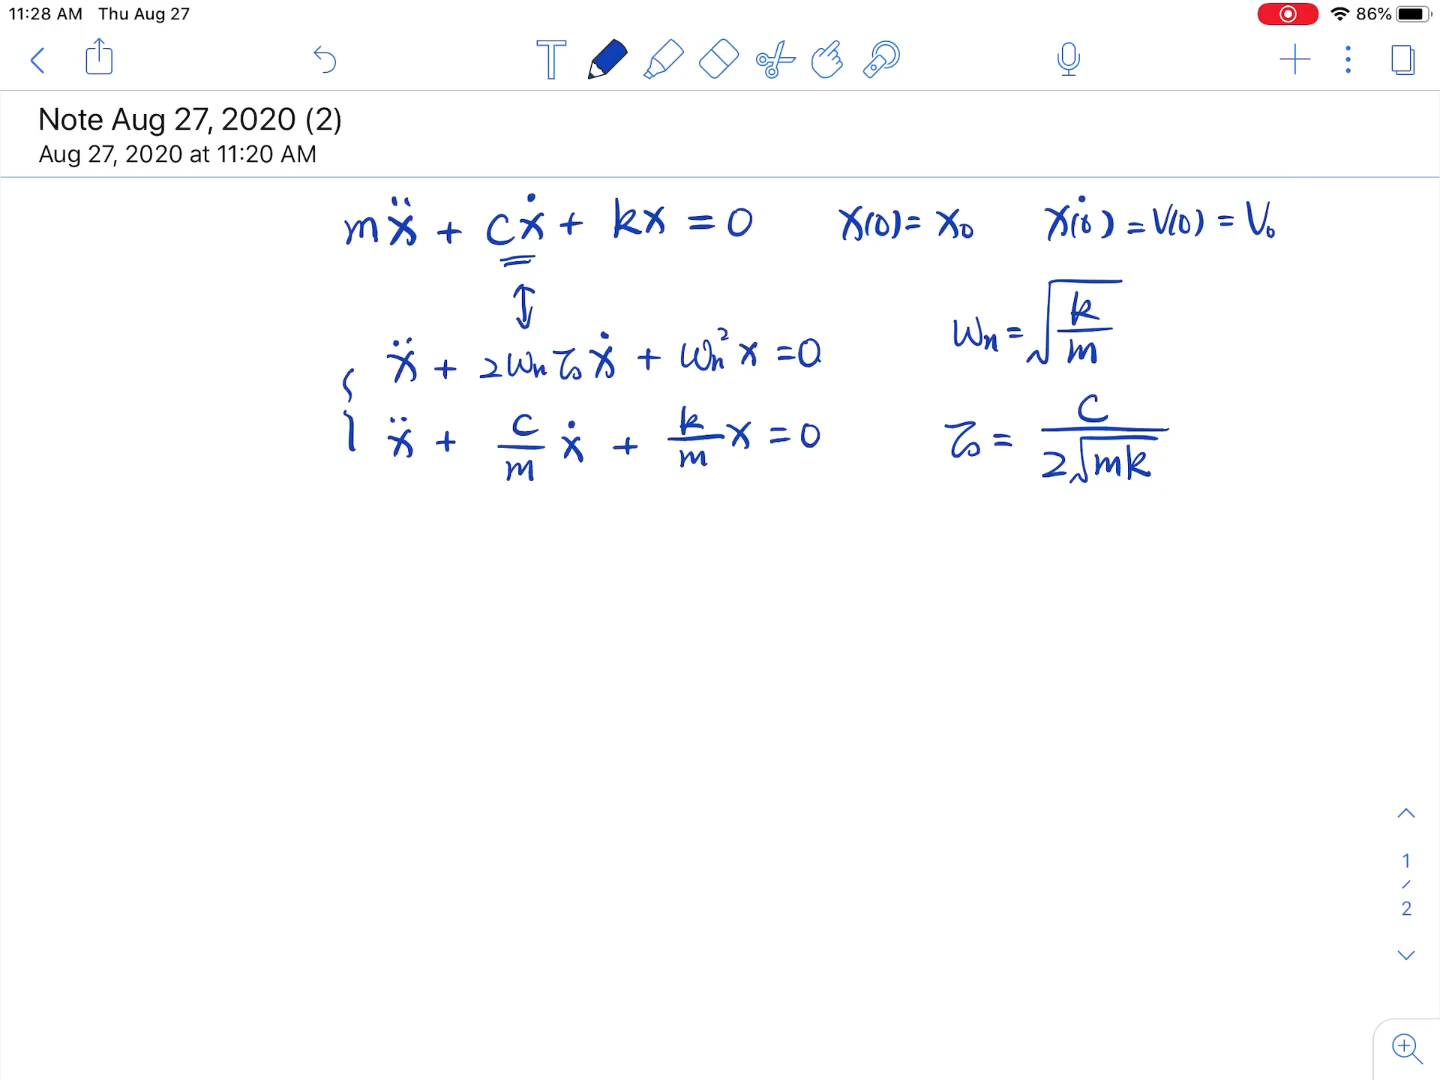 11:28 AM Thu Aug 27 86%
T
Note Aug 27, 2020 (2)
Aug 27, 2020 at 11:20 AM
mẍ + cẋ + kx = 0 x(0) = x₀ ẋ(0) = V(0) = V₀
↕
ẍ + 2ωₙζẋ + ωₙ²x = 0 ωₙ = √(k/m)
ẍ + c/m ẋ + k/m x = 0 ζ = c/(2√(mk))
1
/
2